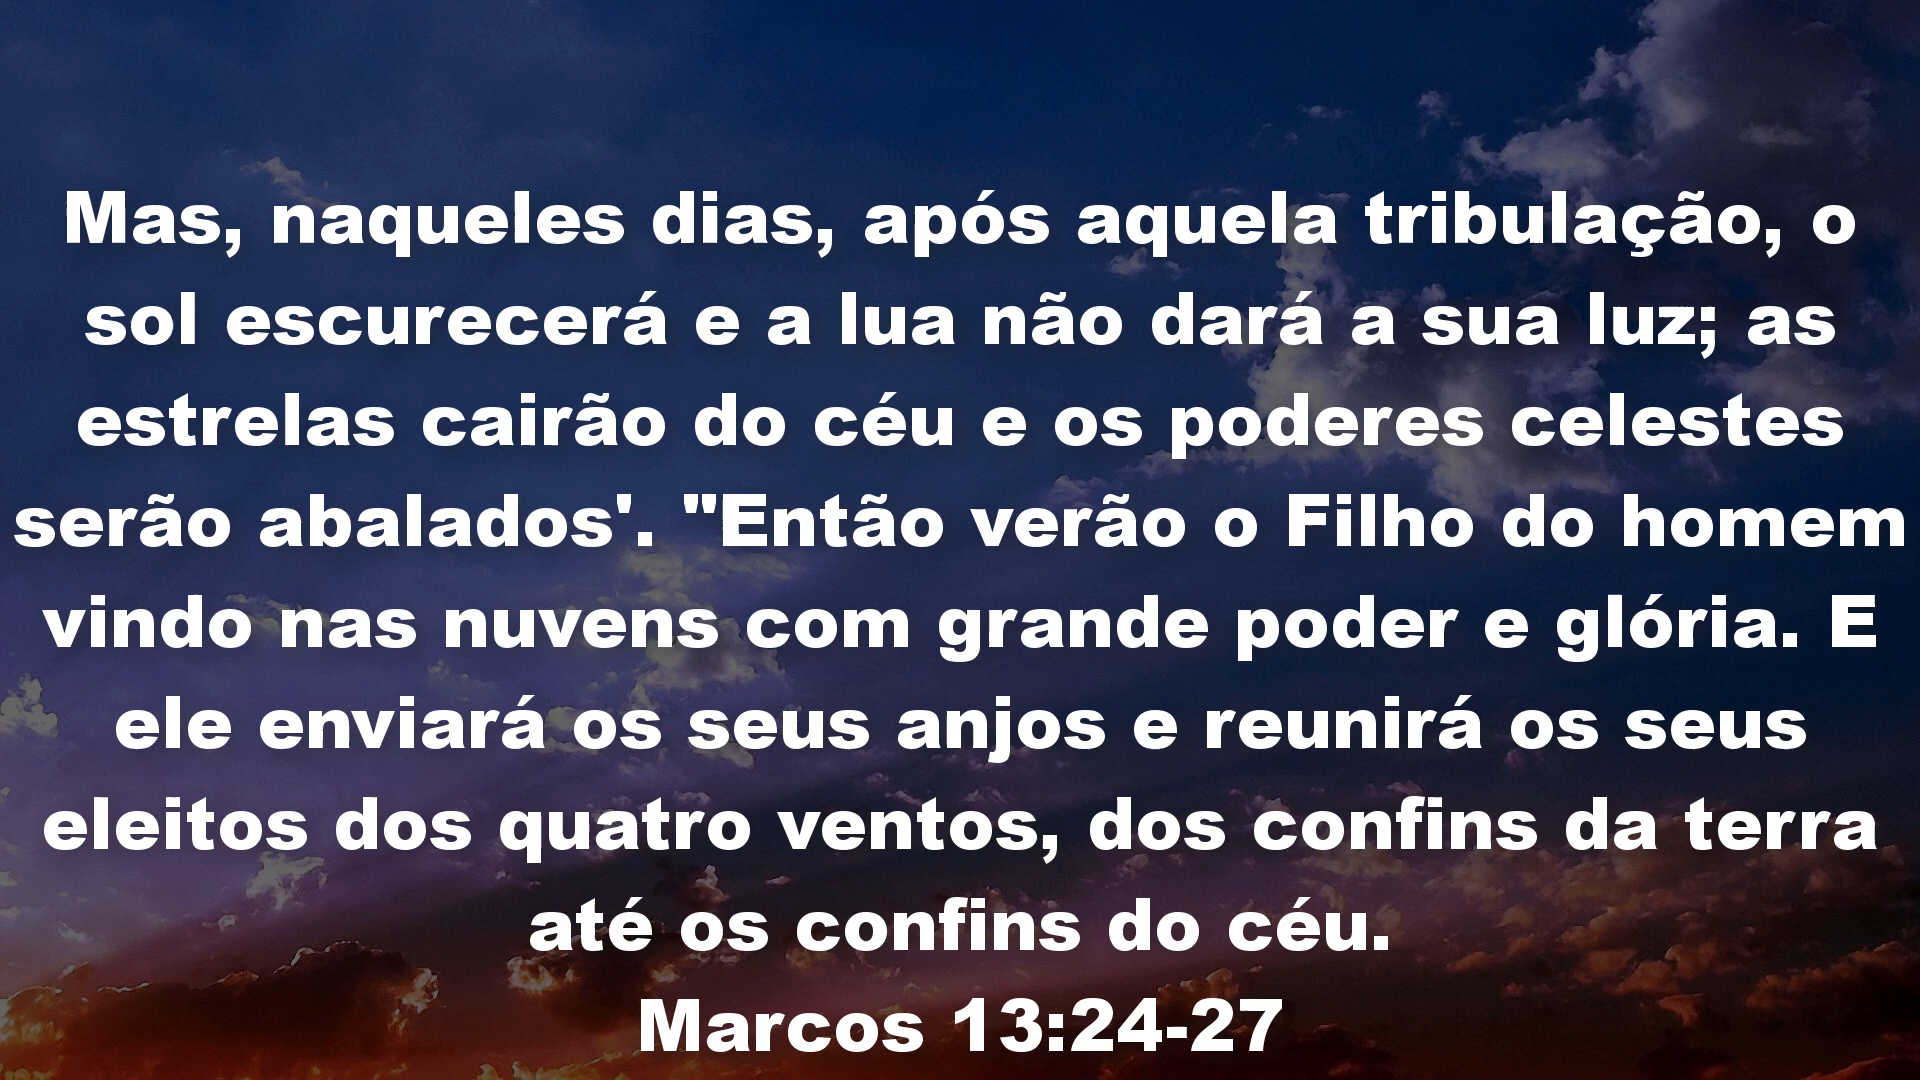 Mas, naqueles dias, após aquela tribulação, o
sol escurecerá e a lua não dará a sua luz; as
estrelas cairão do céu e os poderes celestes
serão abalados'. "Então verão o Filho do homem
vindo nas nuvens com grande poder e glória. E
ele enviará os seus anjos e reunirá os seus
eleitos dos quatro ventos, dos confins da terra
até os confins do céu.
Marcos 13:24-27